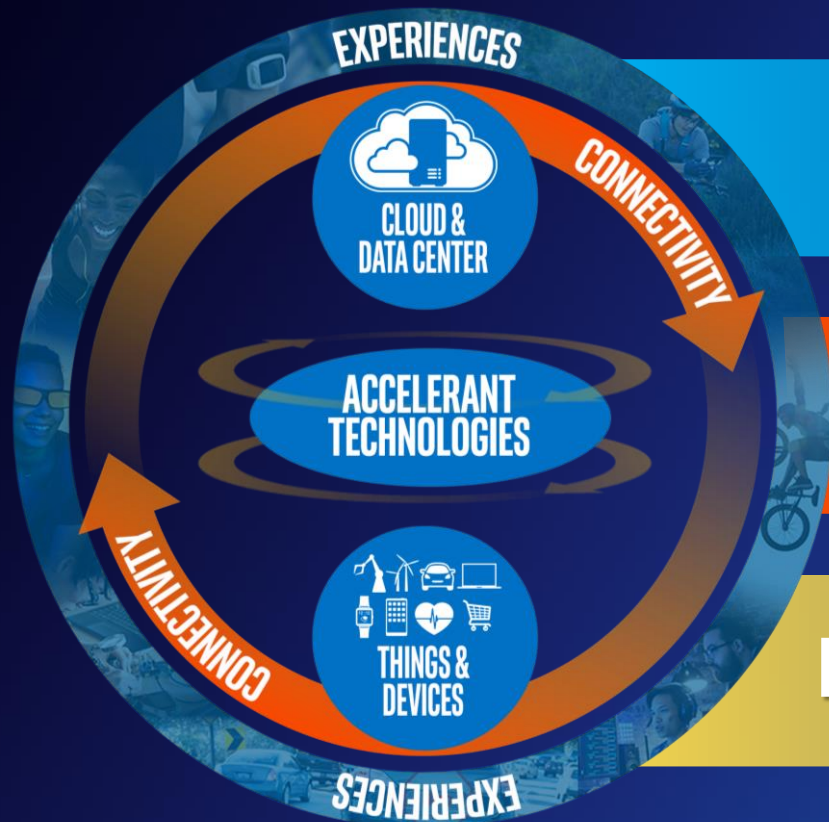 EXPERIENCES
CONNECTIVITY
CLOUD &
DATA CENTER
ACCELERANT
TECHNOLOGIES
CONNECTIVITY
THINGS &
DEVICES
EXPERIENCES